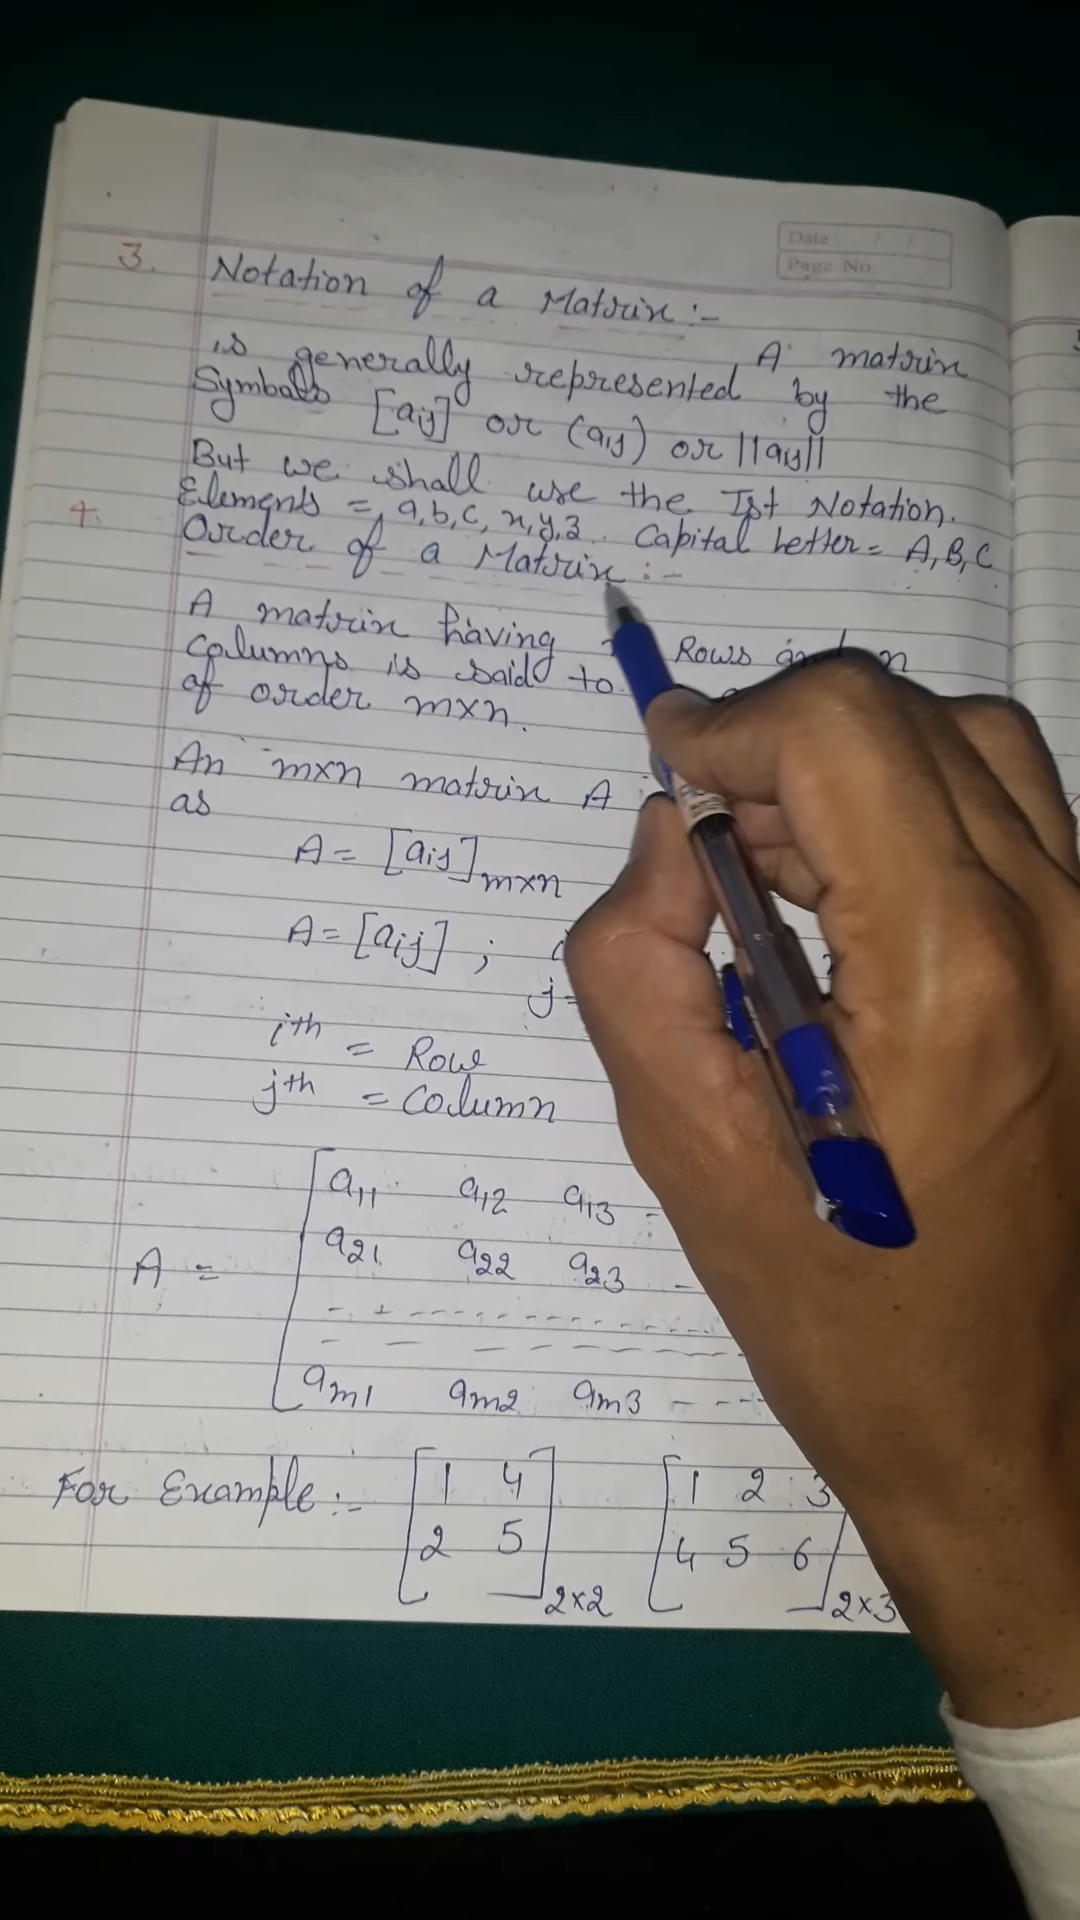 Date : / /
Page No.
3. Notation of a Matrix :-
A matrix
is generally represented by the
Symbols [aij] or (aij) or ||aij||
But we shall use the Ist Notation.
Elements = a, b, c, x, y, z. Capital Letter = A, B, C
4. Order of a Matrix :-
A matrix having Rows and n
Columns is said to
of order m×n.
An m×n matrix A
as
A = [aij]m×n
A = [aij] ;
j =
ith = Row
jth = Column
a11 a12 a13 -
a21 a22 a23 -
A =
am1 am2 am3 - - - -
For Example :- 1 4 1 2 3
2 5 4 5 6
2×2 2×3